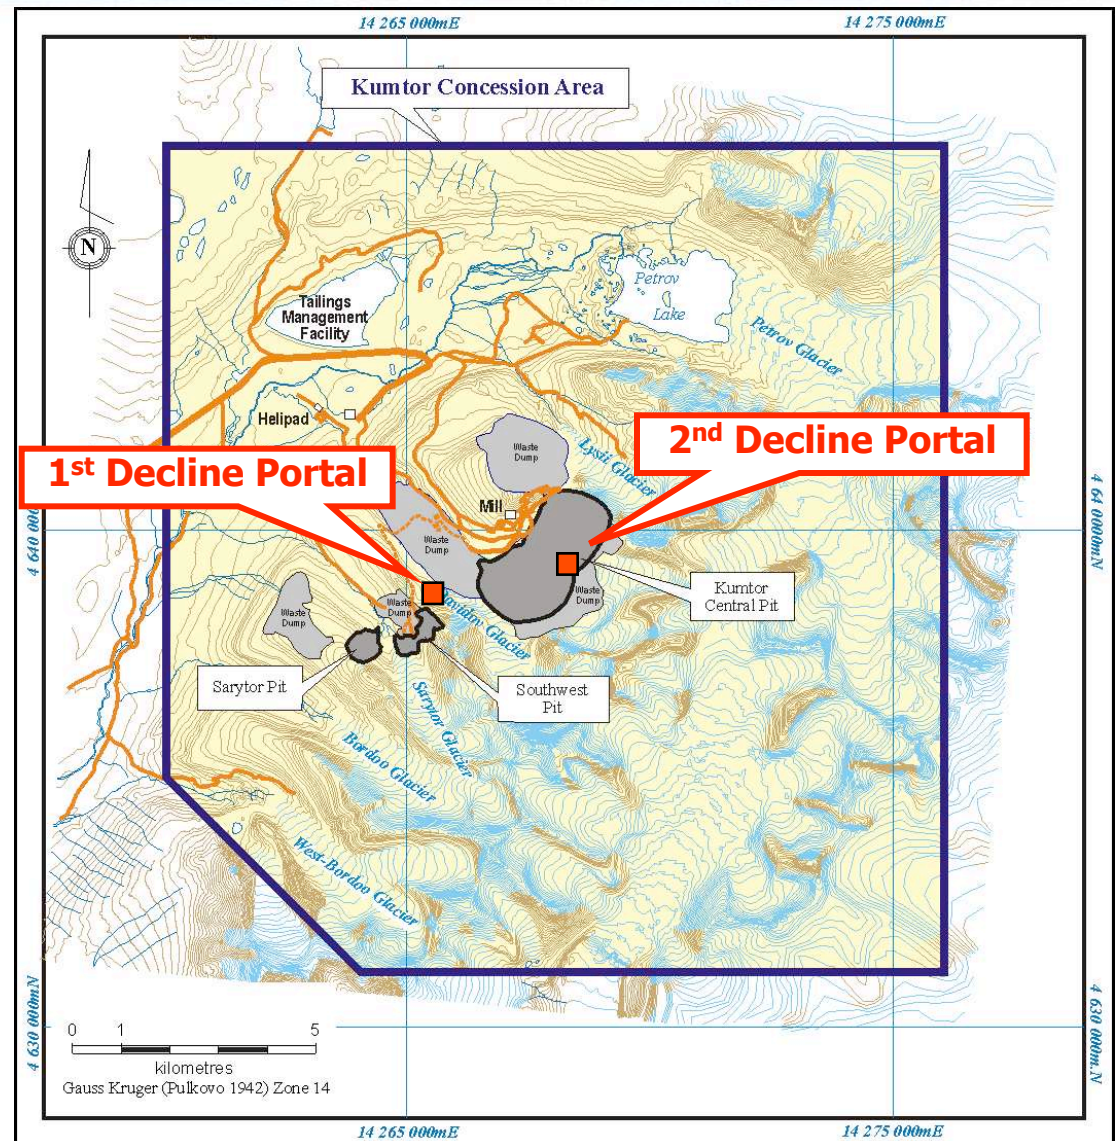 14 265 000mE
14 275 000mE
Kumtor Concession Area
N
Tailings
Management
Facility
Petrov
Lake
Petrov Glacier
Helipad
1st Decline Portal
2nd Decline Portal
Waste
Dump
Lysii Glacier
Mill
4 640 000mN
4 64 0000mN
Waste
Dump
Kumtor
Central Pit
Waste
Dump
Waste
Dump
Waste
Dump
Glacier
Sarytor Pit
Southwest
Pit
Sarytor Glacier
Bordoo Glacier
West-Bordoo Glacier
4 630 000mN
4 630 000m.N
0 1 5
kilometres
Gauss Kruger (Pulkovo 1942) Zone 14
14 265 000mE
14 275 000mE